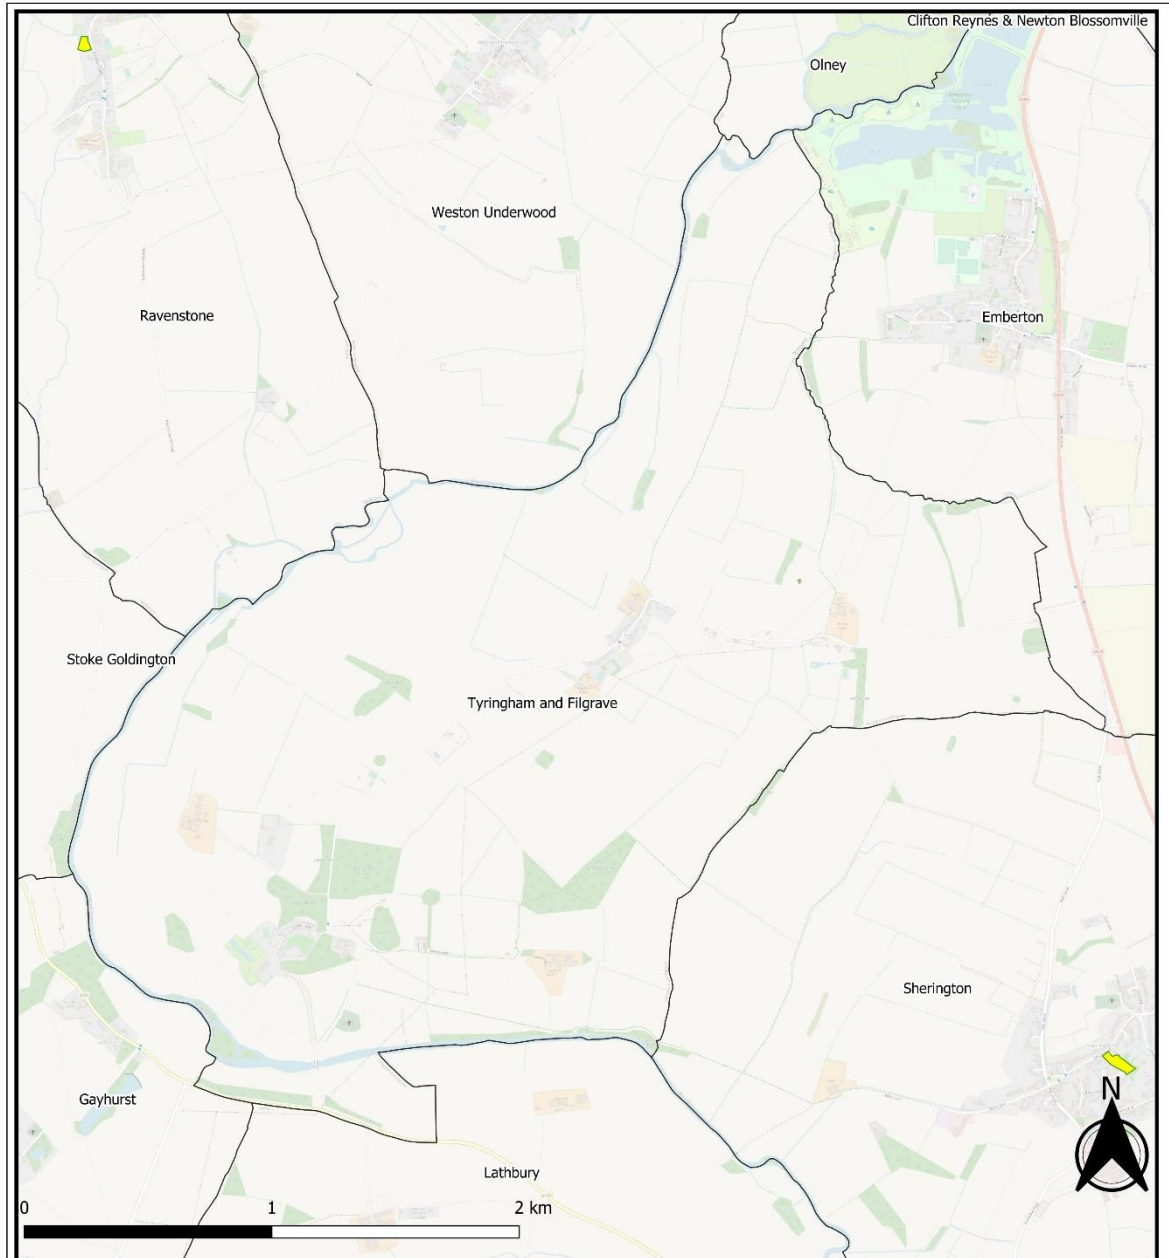 Clifton Reynes & Newton Blossomville
Olney
Weston Underwood
Ravenstone
Emberton
Stoke Goldington
Tyringham and Filgrave
Sherington
N
Gayhurst
Lathbury
0 1 2 km